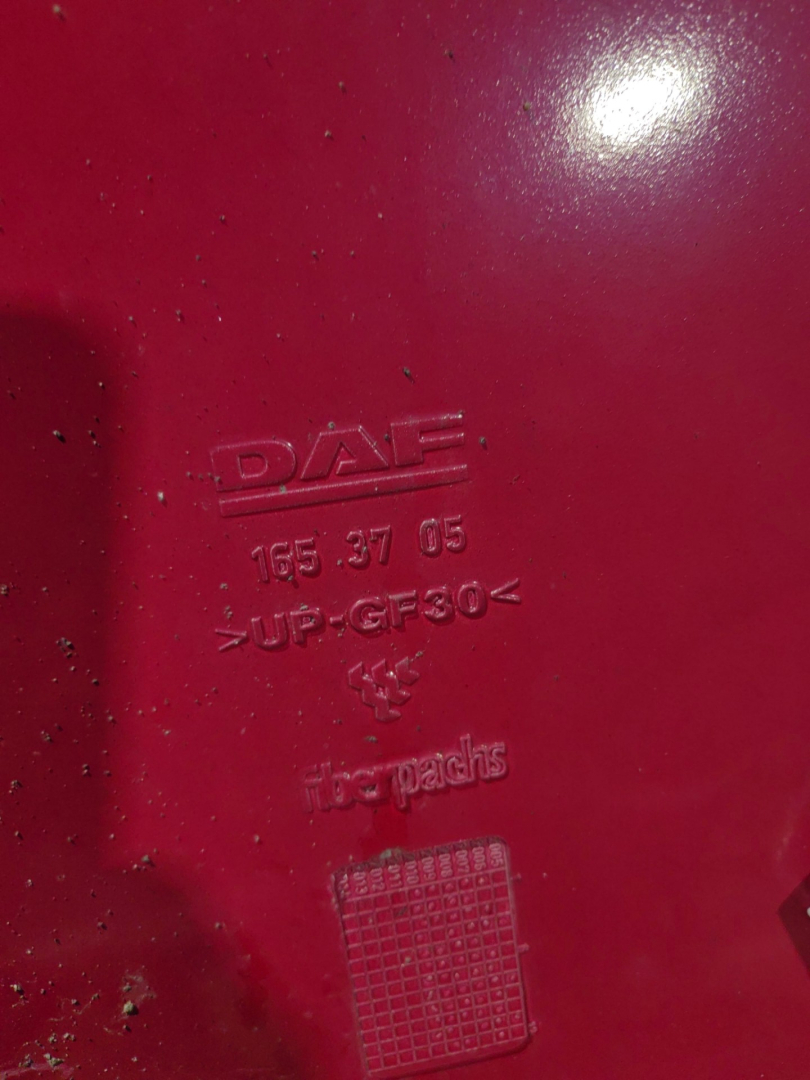 DAF
165 37 05
>UP-GF30<
fiberpachs